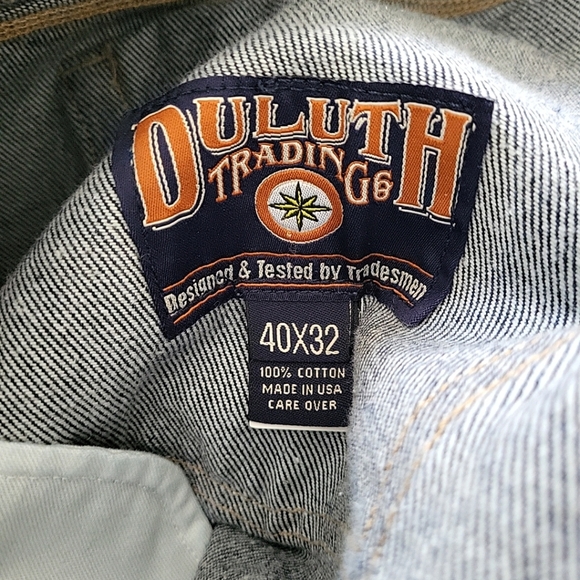 DULUTH
TRADING Co
Designed & Tested by Tradesmen
40X32
100% COTTON
MADE IN USA
CARE OVER